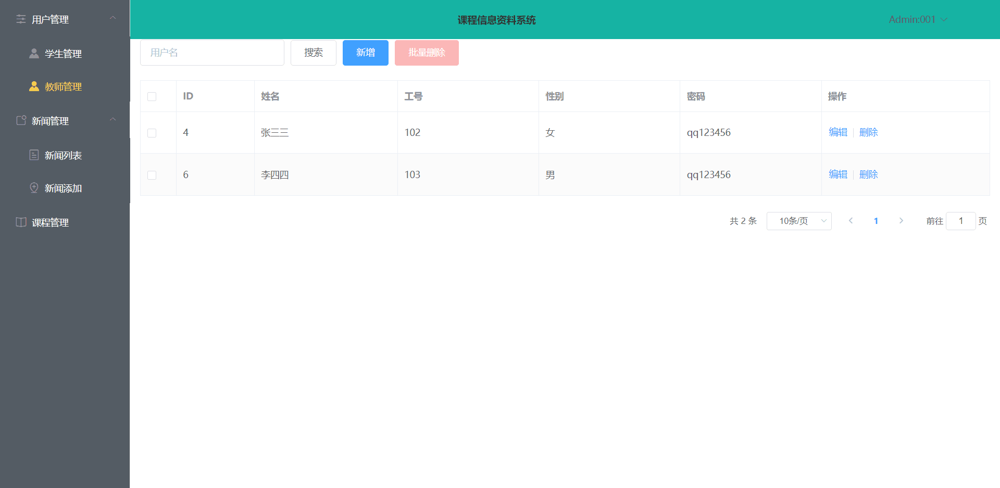 用户管理
学生管理
教师管理
新闻管理
新闻列表
新闻添加
课程管理
课程信息资料系统
Admin:001
用户名 搜索 新增 批量删除
ID 姓名 工号 性别 密码 操作
4 张三三 102 女 qq123456 编辑 删除
6 李四四 103 男 qq123456 编辑 删除
共 2 条 10条/页 1 前往 1 页